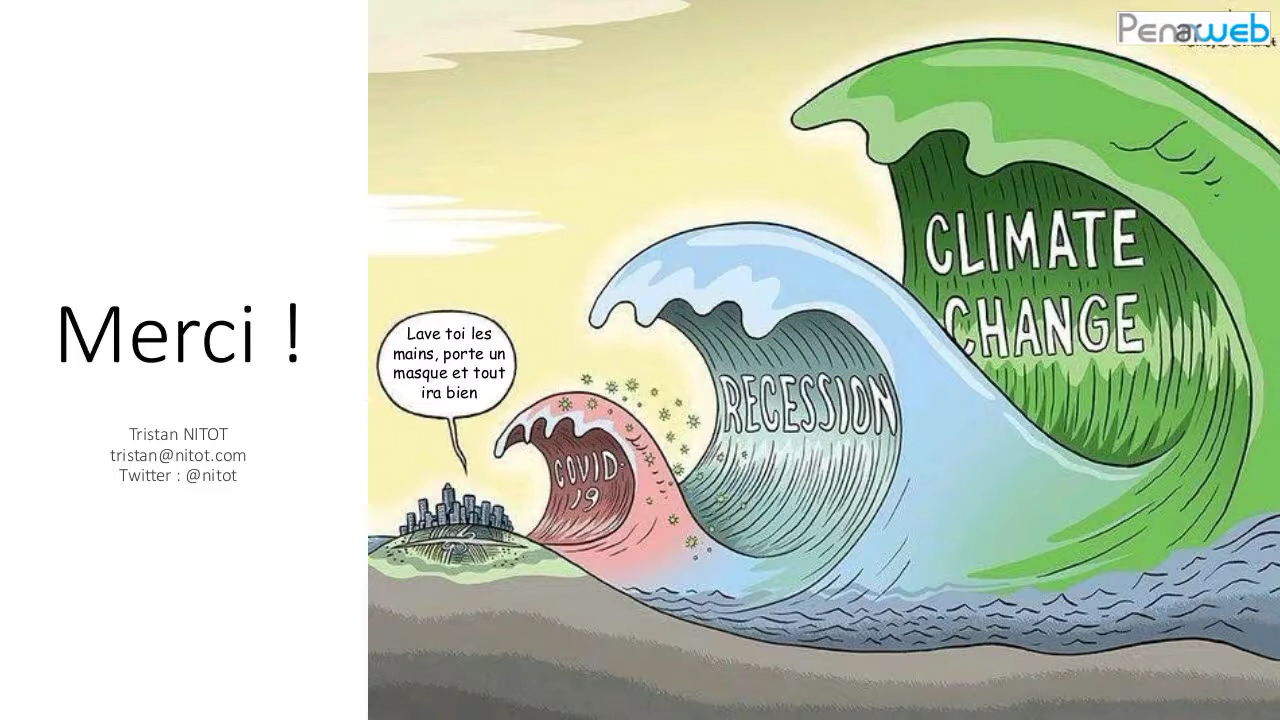 Merci !
Tristan NITOT
tristan@nitot.com
Twitter : @nitot
Lave toi les
mains, porte un
masque et tout
ira bien
COVID-
19
RECESSION
CLIMATE
CHANGE
Penarweb